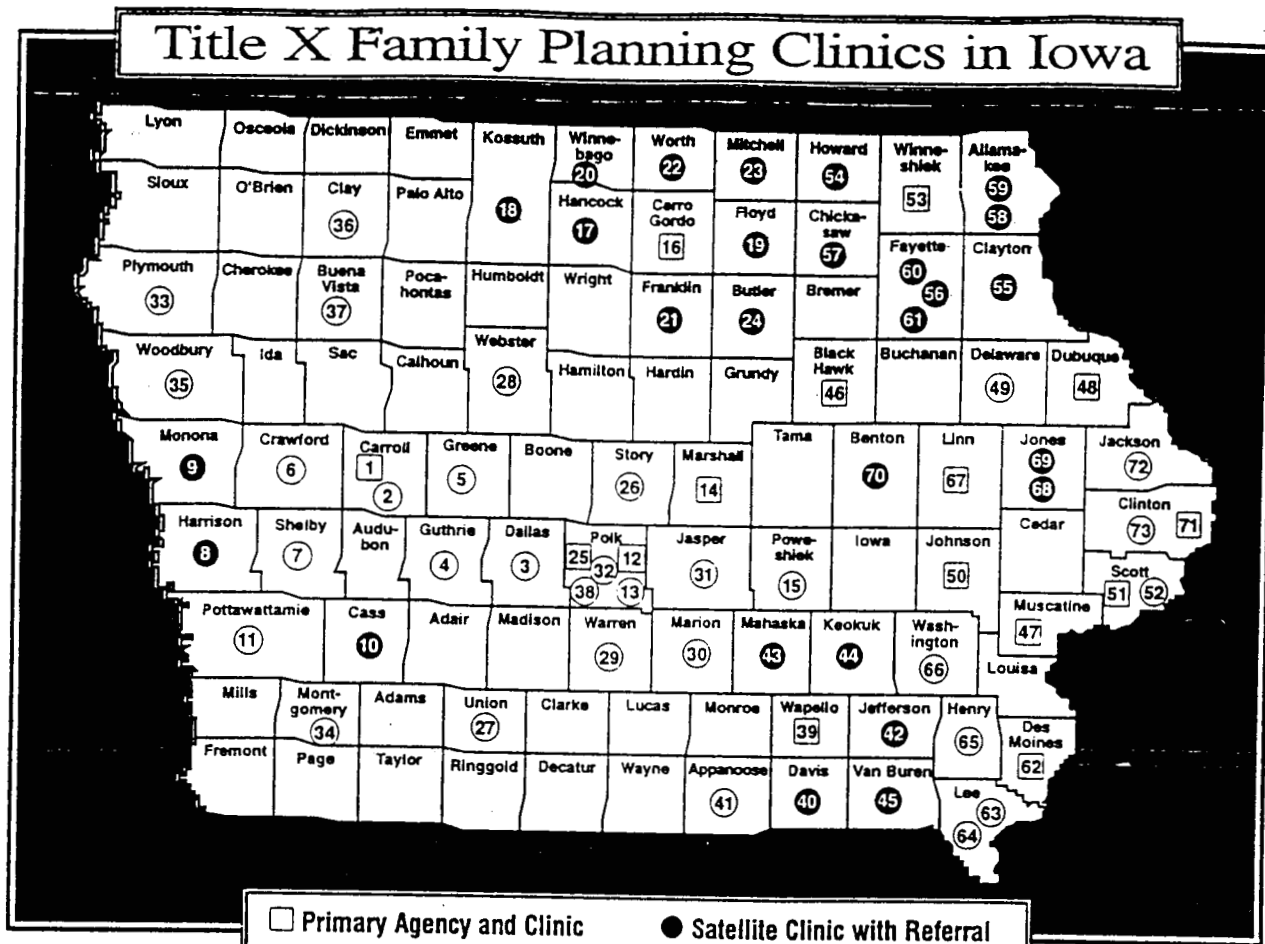 Title X Family Planning Clinics in Iowa
Lyon
Osceola
Dickinson
Emmet
Kossuth
18
Winne-
bago
20
Worth
22
Mitchell
23
Howard
54
Winne-
shiek
53
Allama-
kee
59
58
Sioux
O'Brien
Clay
36
Palo Alto
Hancock
17
Cerro
Gordo
16
Floyd
19
Chicka-
saw
57
Fayette
60
56
61
Clayton
55
Plymouth
33
Cherokee
Buena
Vista
37
Poca-
hontas
Humboldt
Wright
Franklin
21
Butler
24
Bremer
Woodbury
35
Ida
Sac
Calhoun
Webster
28
Hamilton
Hardin
Grundy
Black
Hawk
46
Buchanan
Delaware
49
Dubuque
48
Monona
9
Crawford
6
Carroll
1
2
Greene
5
Boone
Story
26
Marshall
14
Tama
Benton
70
Linn
67
Jones
69
68
Jackson
72
Clinton
73
71
Harrison
8
Shelby
7
Audu-
bon
Guthrie
4
Dallas
3
Polk
25
12
32
38
13
Jasper
31
Powe-
shiek
15
Iowa
Johnson
50
Cedar
Scott
51
52
Muscatine
47
Pottawattamie
11
Cass
10
Adair
Madison
Warren
29
Marion
30
Mahaska
43
Keokuk
44
Wash-
ington
66
Louisa
Mills
Mont-
gomery
34
Adams
Union
27
Clarke
Lucas
Monroe
Wapello
39
Jefferson
42
Henry
65
Des
Moines
62
Fremont
Page
Taylor
Ringgold
Decatur
Wayne
Appanoose
41
Davis
40
Van Buren
45
Lee
63
64
Primary Agency and Clinic
Satellite Clinic with Referral